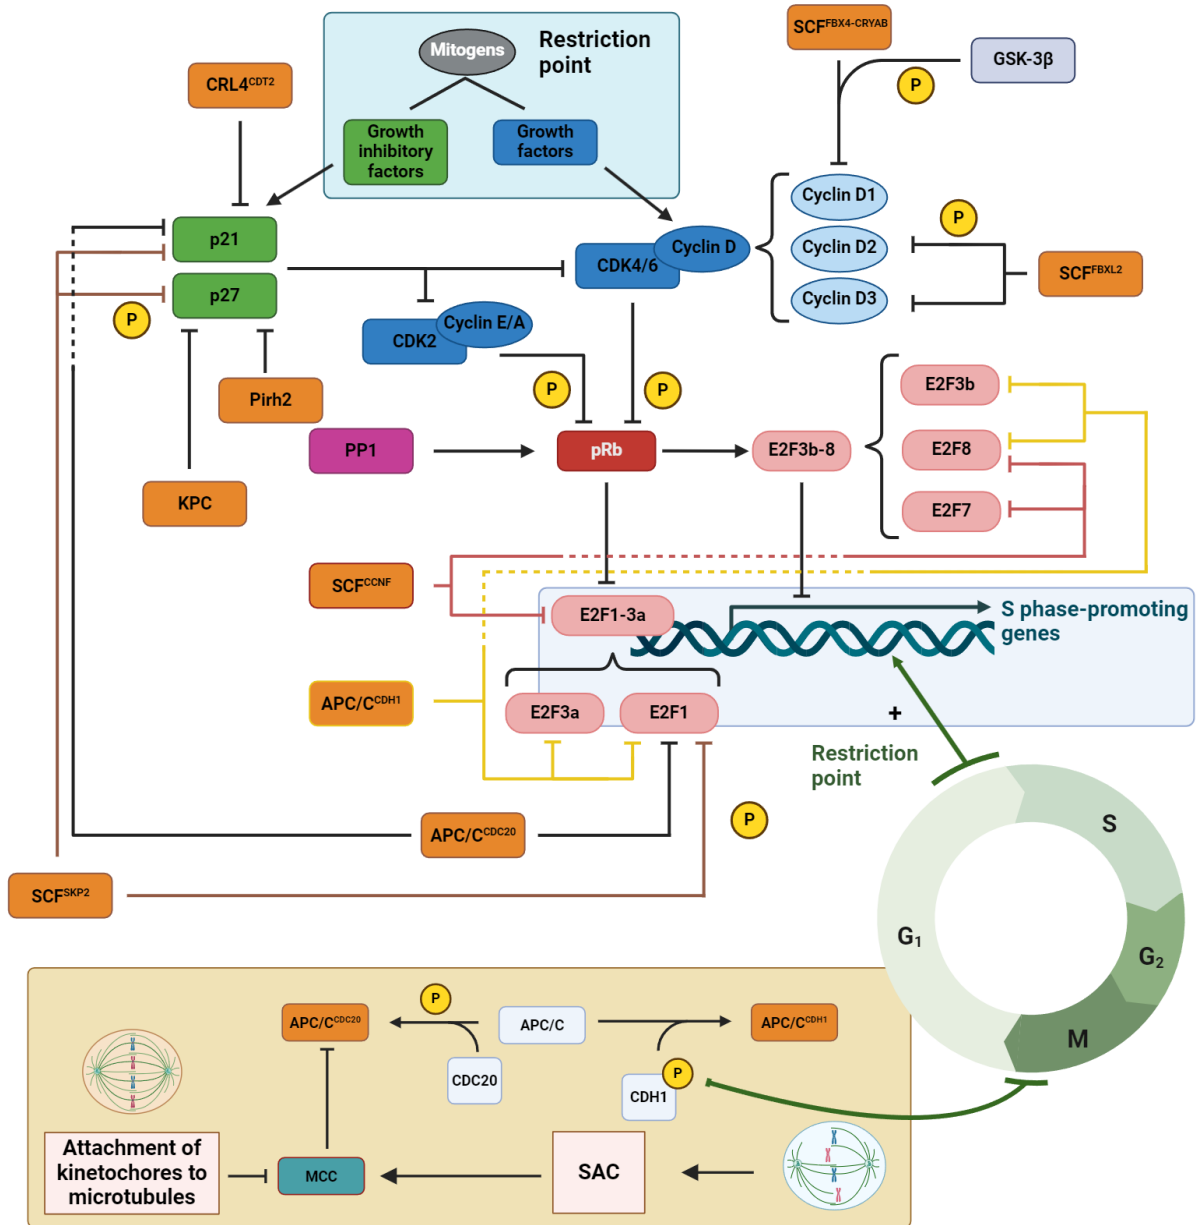 SCFFBX4-CRYAB
Mitogens
Restriction
point
GSK-3β
P
CRL4CDT2
Growth
inhibitory
factors
Growth
factors
Cyclin D1
p21
P
Cyclin D
Cyclin D2
CDK4/6
SCFFBXL2
p27
Cyclin D3
P
Cyclin E/A
CDK2
P
P
E2F3b
Pirh2
PP1
pRb
E2F3b-8
E2F8
KPC
E2F7
SCFCCNF
E2F1-3a
S phase-promoting
genes
APC/CCDH1
E2F3a
E2F1
+
Restriction
point
APC/CCDC20
P
S
SCFSKP2
G1
G2
M
P
APC/CCDC20
APC/C
APC/CCDH1
CDC20
P
CDH1
Attachment of
kinetochores to
microtubules
MCC
SAC